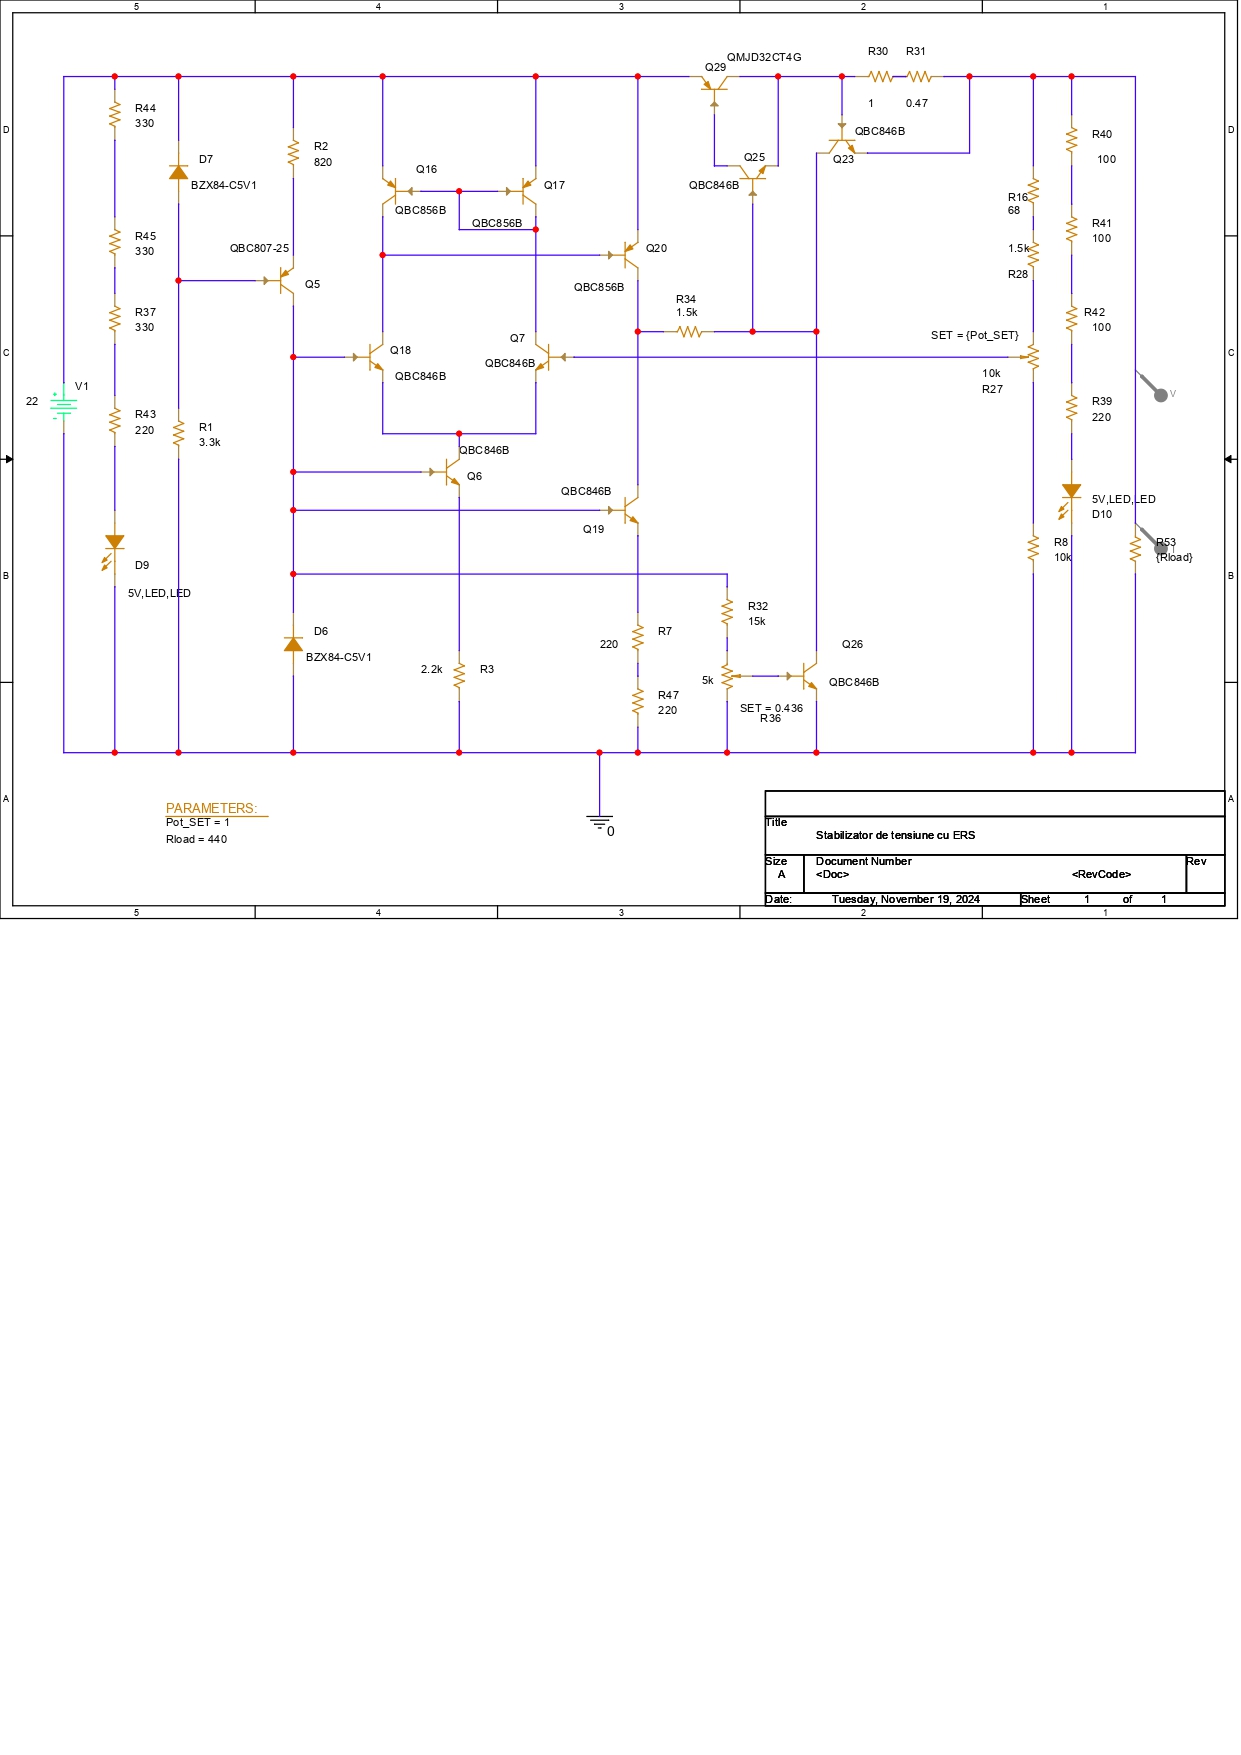 5 4 3 2 1
D D
C C
B B
A A
QMJD32CT4G
Q29
R30 R31
1 0.47
QBC846B
Q23
R44
330
D7
BZX84-C5V1
R2
820
Q16
QBC856B
Q17
QBC856B
Q25
QBC846B
R40
100
R16
68
R45
330
QBC807-25
Q5
Q20
QBC856B
1.5k
R28
R41
100
R34
1.5k
R37
330
Q18
QBC846B
Q7
QBC846B
SET = {Pot_SET}
10k
R27
R42
100
V1
22
R43
220
R1
3.3k
R39
220
V
QBC846B
Q6
QBC846B
Q19
5V,LED,LED
D10
D9
5V,LED,LED
R8
10k
R53
{Rload}
D6
BZX84-C5V1
2.2k R3
220 R7
R47
220
R32
15k
5k
SET = 0.436
R36
Q26
QBC846B
PARAMETERS:
Pot_SET = 1
Rload = 440
0
Title
Stabilizator de tensiune cu ERS
Size Document Number Rev
A <Doc> <RevCode>
Date: Tuesday, November 19, 2024 Sheet 1 of 1
5 4 3 2 1